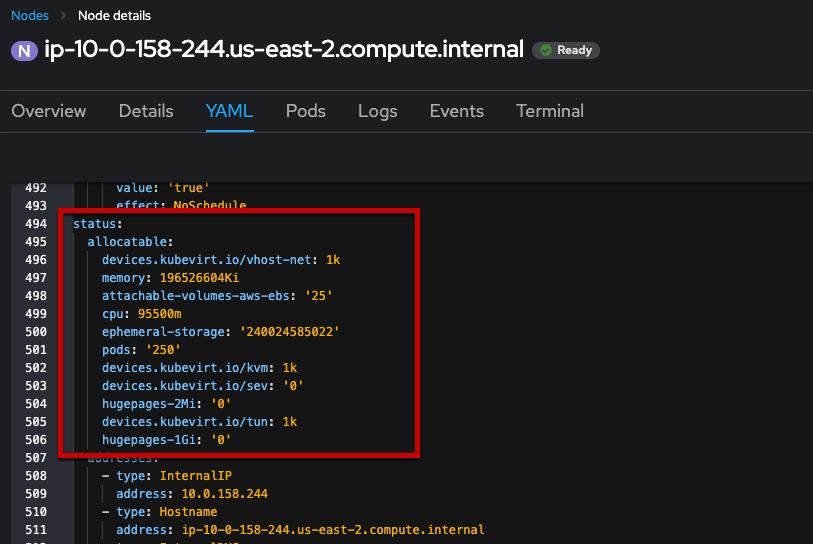 Nodes > Node details
N ip-10-0-158-244.us-east-2.compute.internal Ready
Overview Details YAML Pods Logs Events Terminal
492 value: 'true'
493 effect: NoSchedule
494 status:
495 allocatable:
496 devices.kubevirt.io/vhost-net: 1k
497 memory: 196526604Ki
498 attachable-volumes-aws-ebs: '25'
499 cpu: 95500m
500 ephemeral-storage: '240024585022'
501 pods: '250'
502 devices.kubevirt.io/kvm: 1k
503 devices.kubevirt.io/sev: '0'
504 hugepages-2Mi: '0'
505 devices.kubevirt.io/tun: 1k
506 hugepages-1Gi: '0'
507 addresses:
508 - type: InternalIP
509 address: 10.0.158.244
510 - type: Hostname
511 address: ip-10-0-158-244.us-east-2.compute.internal